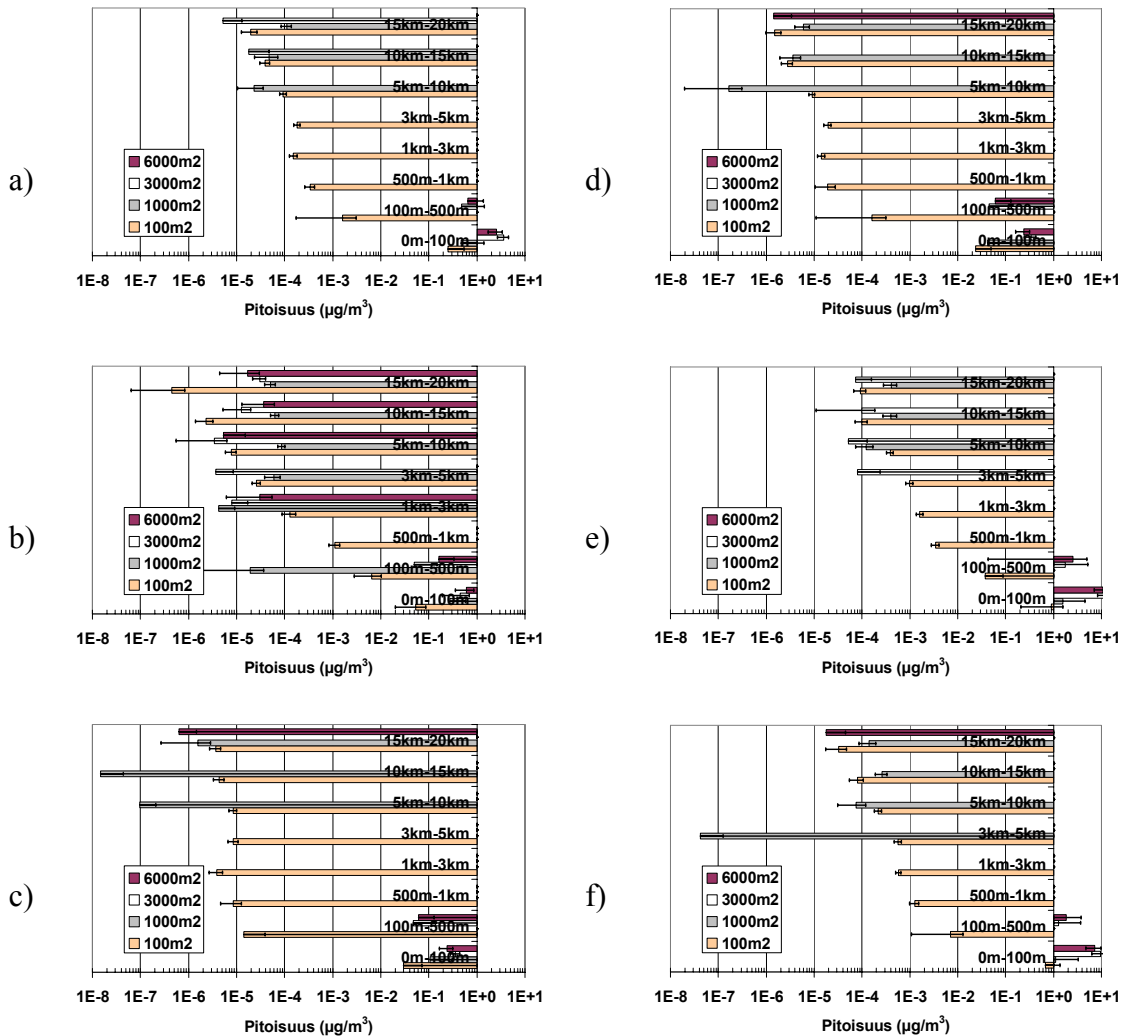 a)
15km-20km
10km-15km
5km-10km
3km-5km
1km-3km
500m-1km
100m-500m
0m-100m
6000m2
3000m2
1000m2
100m2
1E-8 1E-7 1E-6 1E-5 1E-4 1E-3 1E-2 1E-1 1E+0 1E+1
Pitoisuus (µg/m³)
d)
15km-20km
10km-15km
5km-10km
3km-5km
1km-3km
500m-1km
100m-500m
0m-100m
6000m2
3000m2
1000m2
100m2
1E-8 1E-7 1E-6 1E-5 1E-4 1E-3 1E-2 1E-1 1E+0 1E+1
Pitoisuus (µg/m³)
b)
15km-20km
10km-15km
5km-10km
3km-5km
1km-3km
500m-1km
100m-500m
0m-100m
6000m2
3000m2
1000m2
100m2
1E-8 1E-7 1E-6 1E-5 1E-4 1E-3 1E-2 1E-1 1E+0 1E+1
Pitoisuus (µg/m³)
e)
15km-20km
10km-15km
5km-10km
3km-5km
1km-3km
500m-1km
100m-500m
0m-100m
6000m2
3000m2
1000m2
100m2
1E-8 1E-7 1E-6 1E-5 1E-4 1E-3 1E-2 1E-1 1E+0 1E+1
Pitoisuus (µg/m³)
c)
15km-20km
10km-15km
5km-10km
3km-5km
1km-3km
500m-1km
100m-500m
0m-100m
6000m2
3000m2
1000m2
100m2
1E-8 1E-7 1E-6 1E-5 1E-4 1E-3 1E-2 1E-1 1E+0 1E+1
Pitoisuus (µg/m³)
f)
15km-20km
10km-15km
5km-10km
3km-5km
1km-3km
500m-1km
100m-500m
0m-100m
6000m2
3000m2
1000m2
100m2
1E-8 1E-7 1E-6 1E-5 1E-4 1E-3 1E-2 1E-1 1E+0 1E+1
Pitoisuus (µg/m³)